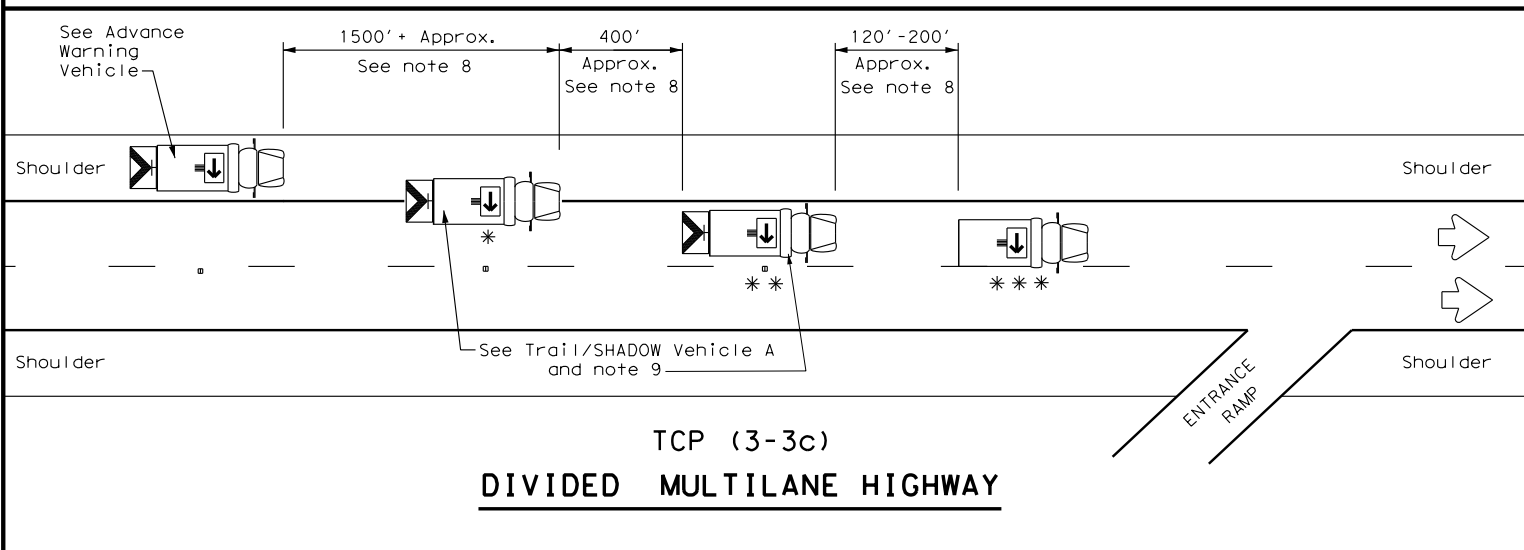 See Advance
Warning
Vehicle
1500'+ Approx.
See note 8
400'
Approx.
See note 8
120'-200'
Approx.
See note 8
Shoulder
Shoulder
*
* *
* * *
See Trail/SHADOW Vehicle A
and note 9
Shoulder
Shoulder
ENTRANCE
RAMP
TCP (3-3c)
DIVIDED MULTILANE HIGHWAY